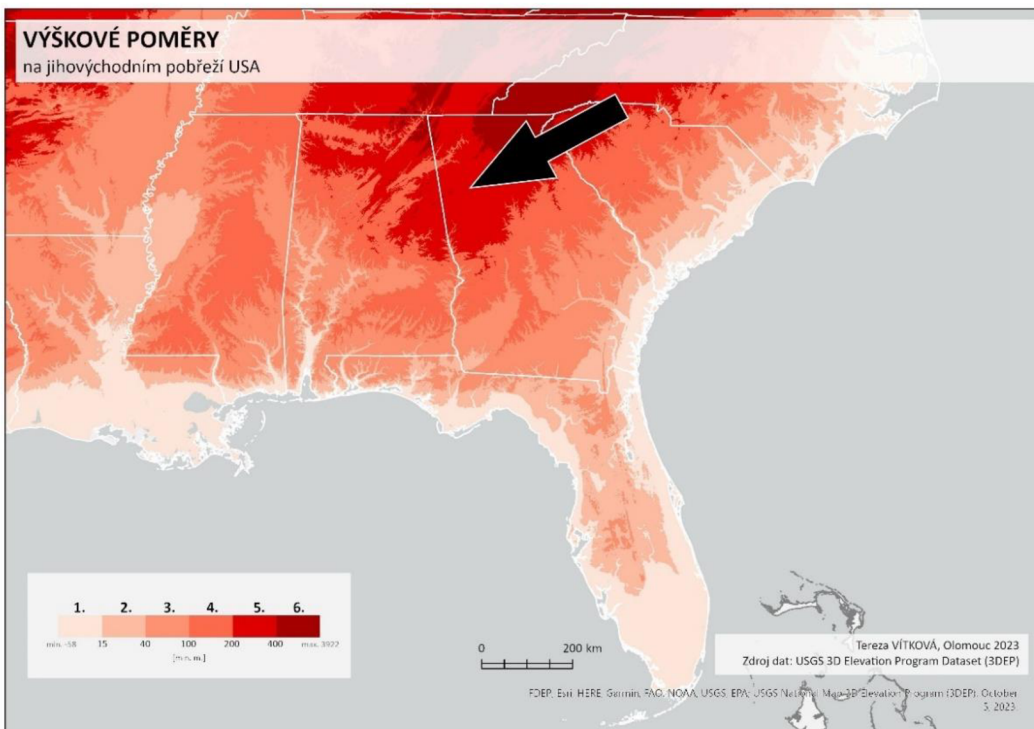 VÝŠKOVÉ POMĚRY
na jihovýchodním pobřeží USA
1. 2. 3. 4. 5. 6.
min. -58 15 40 100 200 400 max. 3922
[m n. m.]
0 200 km
Tereza VÍTKOVÁ, Olomouc 2023
Zdroj dat: USGS 3D Elevation Program Dataset (3DEP)
FDEP, Esri, HERE, Garmin, FAO, NOAA, USGS, EPA; USGS National Map 3D Elevation Program (3DEP). October
5, 2023.